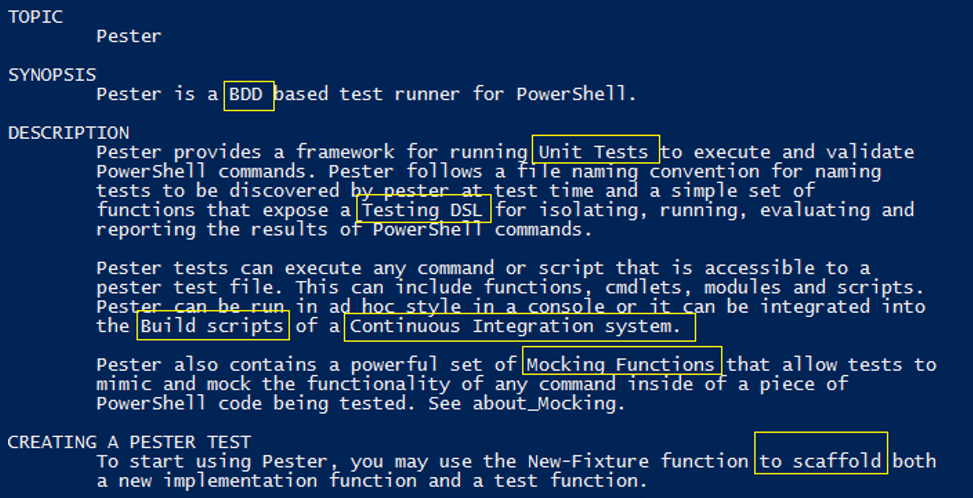 TOPIC
Pester
SYNOPSIS
Pester is a BDD based test runner for PowerShell.
DESCRIPTION
Pester provides a framework for running Unit Tests to execute and validate
PowerShell commands. Pester follows a file naming convention for naming
tests to be discovered by pester at test time and a simple set of
functions that expose a Testing DSL for isolating, running, evaluating and
reporting the results of PowerShell commands.
Pester tests can execute any command or script that is accessible to a
pester test file. This can include functions, cmdlets, modules and scripts.
Pester can be run in ad hoc style in a console or it can be integrated into
the Build scripts of a Continuous Integration system.
Pester also contains a powerful set of Mocking Functions that allow tests to
mimic and mock the functionality of any command inside of a piece of
PowerShell code being tested. See about_Mocking.
CREATING A PESTER TEST
To start using Pester, you may use the New-Fixture function to scaffold both
a new implementation function and a test function.